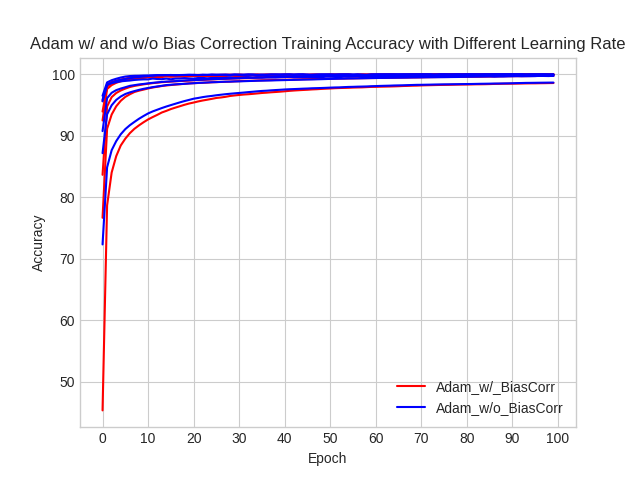 Adam w/ and w/o Bias Correction Training Accuracy with Different Learning Rate
100
90
80
70
60
50
Accuracy
0 10 20 30 40 50 60 70 80 90 100
Epoch
Adam_w/_BiasCorr
Adam_w/o_BiasCorr